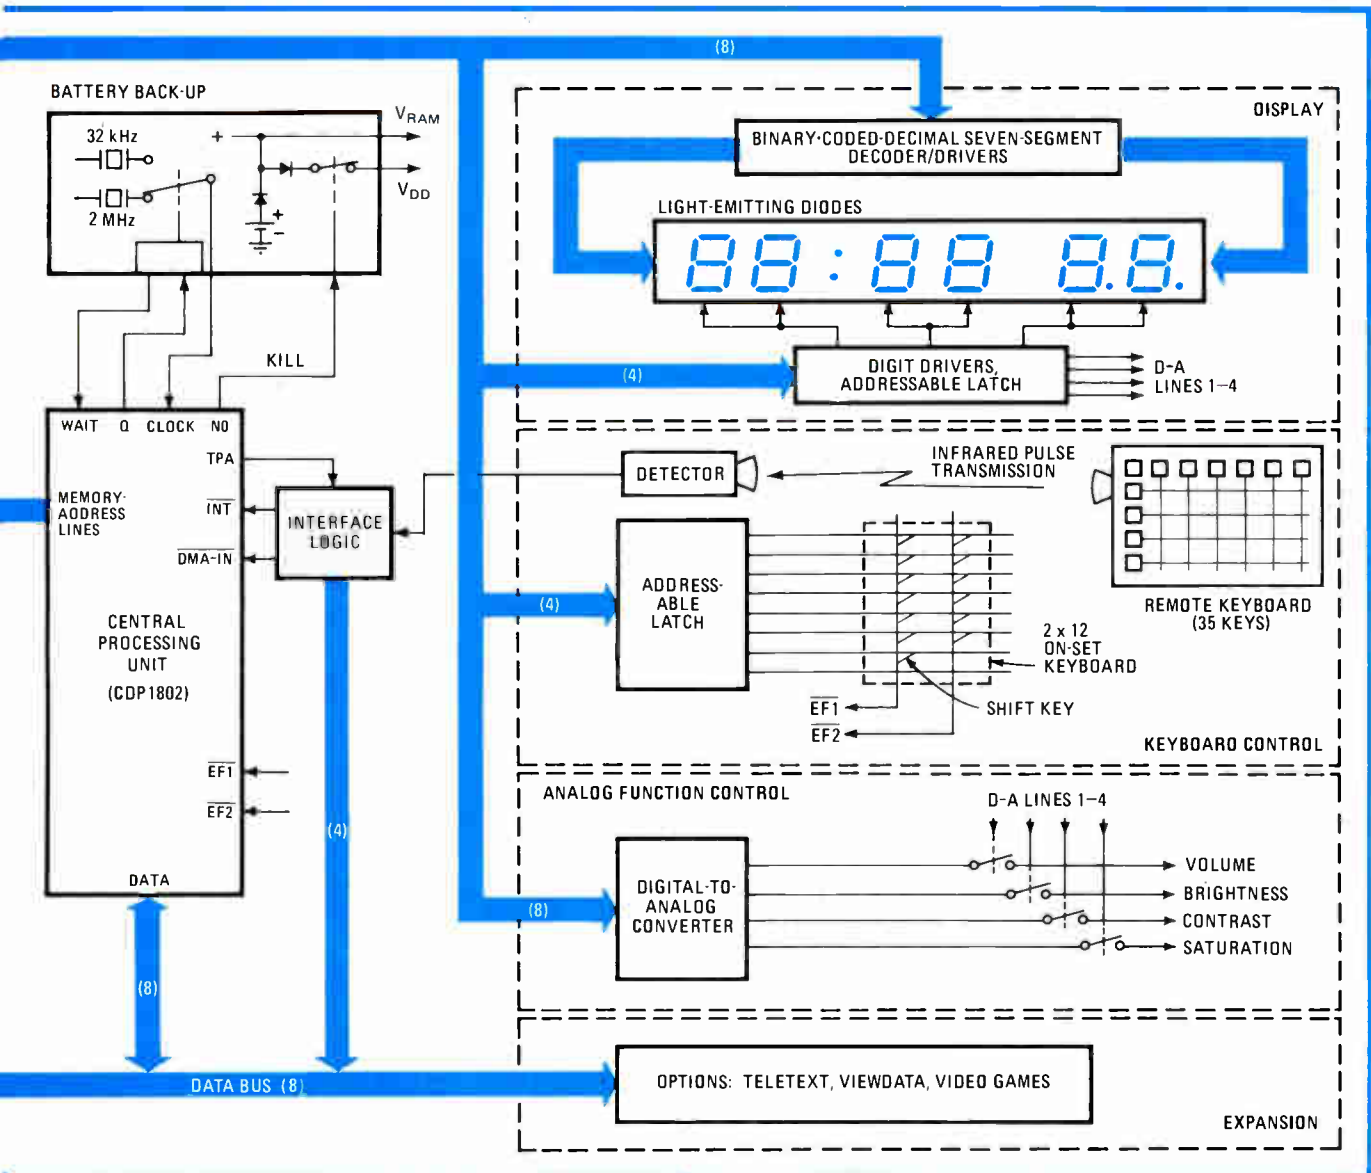 (8)
BATTERY BACK-UP
32 kHz
2 MHz
+
VRAM
VDD
+
−
KILL
DISPLAY
BINARY-CODED-DECIMAL SEVEN-SEGMENT
DECODER/DRIVERS
LIGHT-EMITTING DIODES
88:88 8.8.
(4)
DIGIT DRIVERS,
ADDRESSABLE LATCH
D-A
LINES 1–4
WAIT Q CLOCK N0
TPA
MEMORY-
ADDRESS
LINES
INT
DMA-IN
INTERFACE
LOGIC
CENTRAL
PROCESSING
UNIT
(CDP1802)
EF1
EF2
DATA
(4)
(8)
DATA BUS (8)
DETECTOR
INFRARED PULSE
TRANSMISSION
REMOTE KEYBOARD
(35 KEYS)
(4)
ADDRESS-
ABLE
LATCH
2 x 12
ON-SET
KEYBOARD
EF1
EF2
SHIFT KEY
KEYBOARD CONTROL
ANALOG FUNCTION CONTROL
D-A LINES 1–4
(8)
DIGITAL-TO-
ANALOG
CONVERTER
VOLUME
BRIGHTNESS
CONTRAST
SATURATION
OPTIONS: TELETEXT, VIEWDATA, VIDEO GAMES
EXPANSION